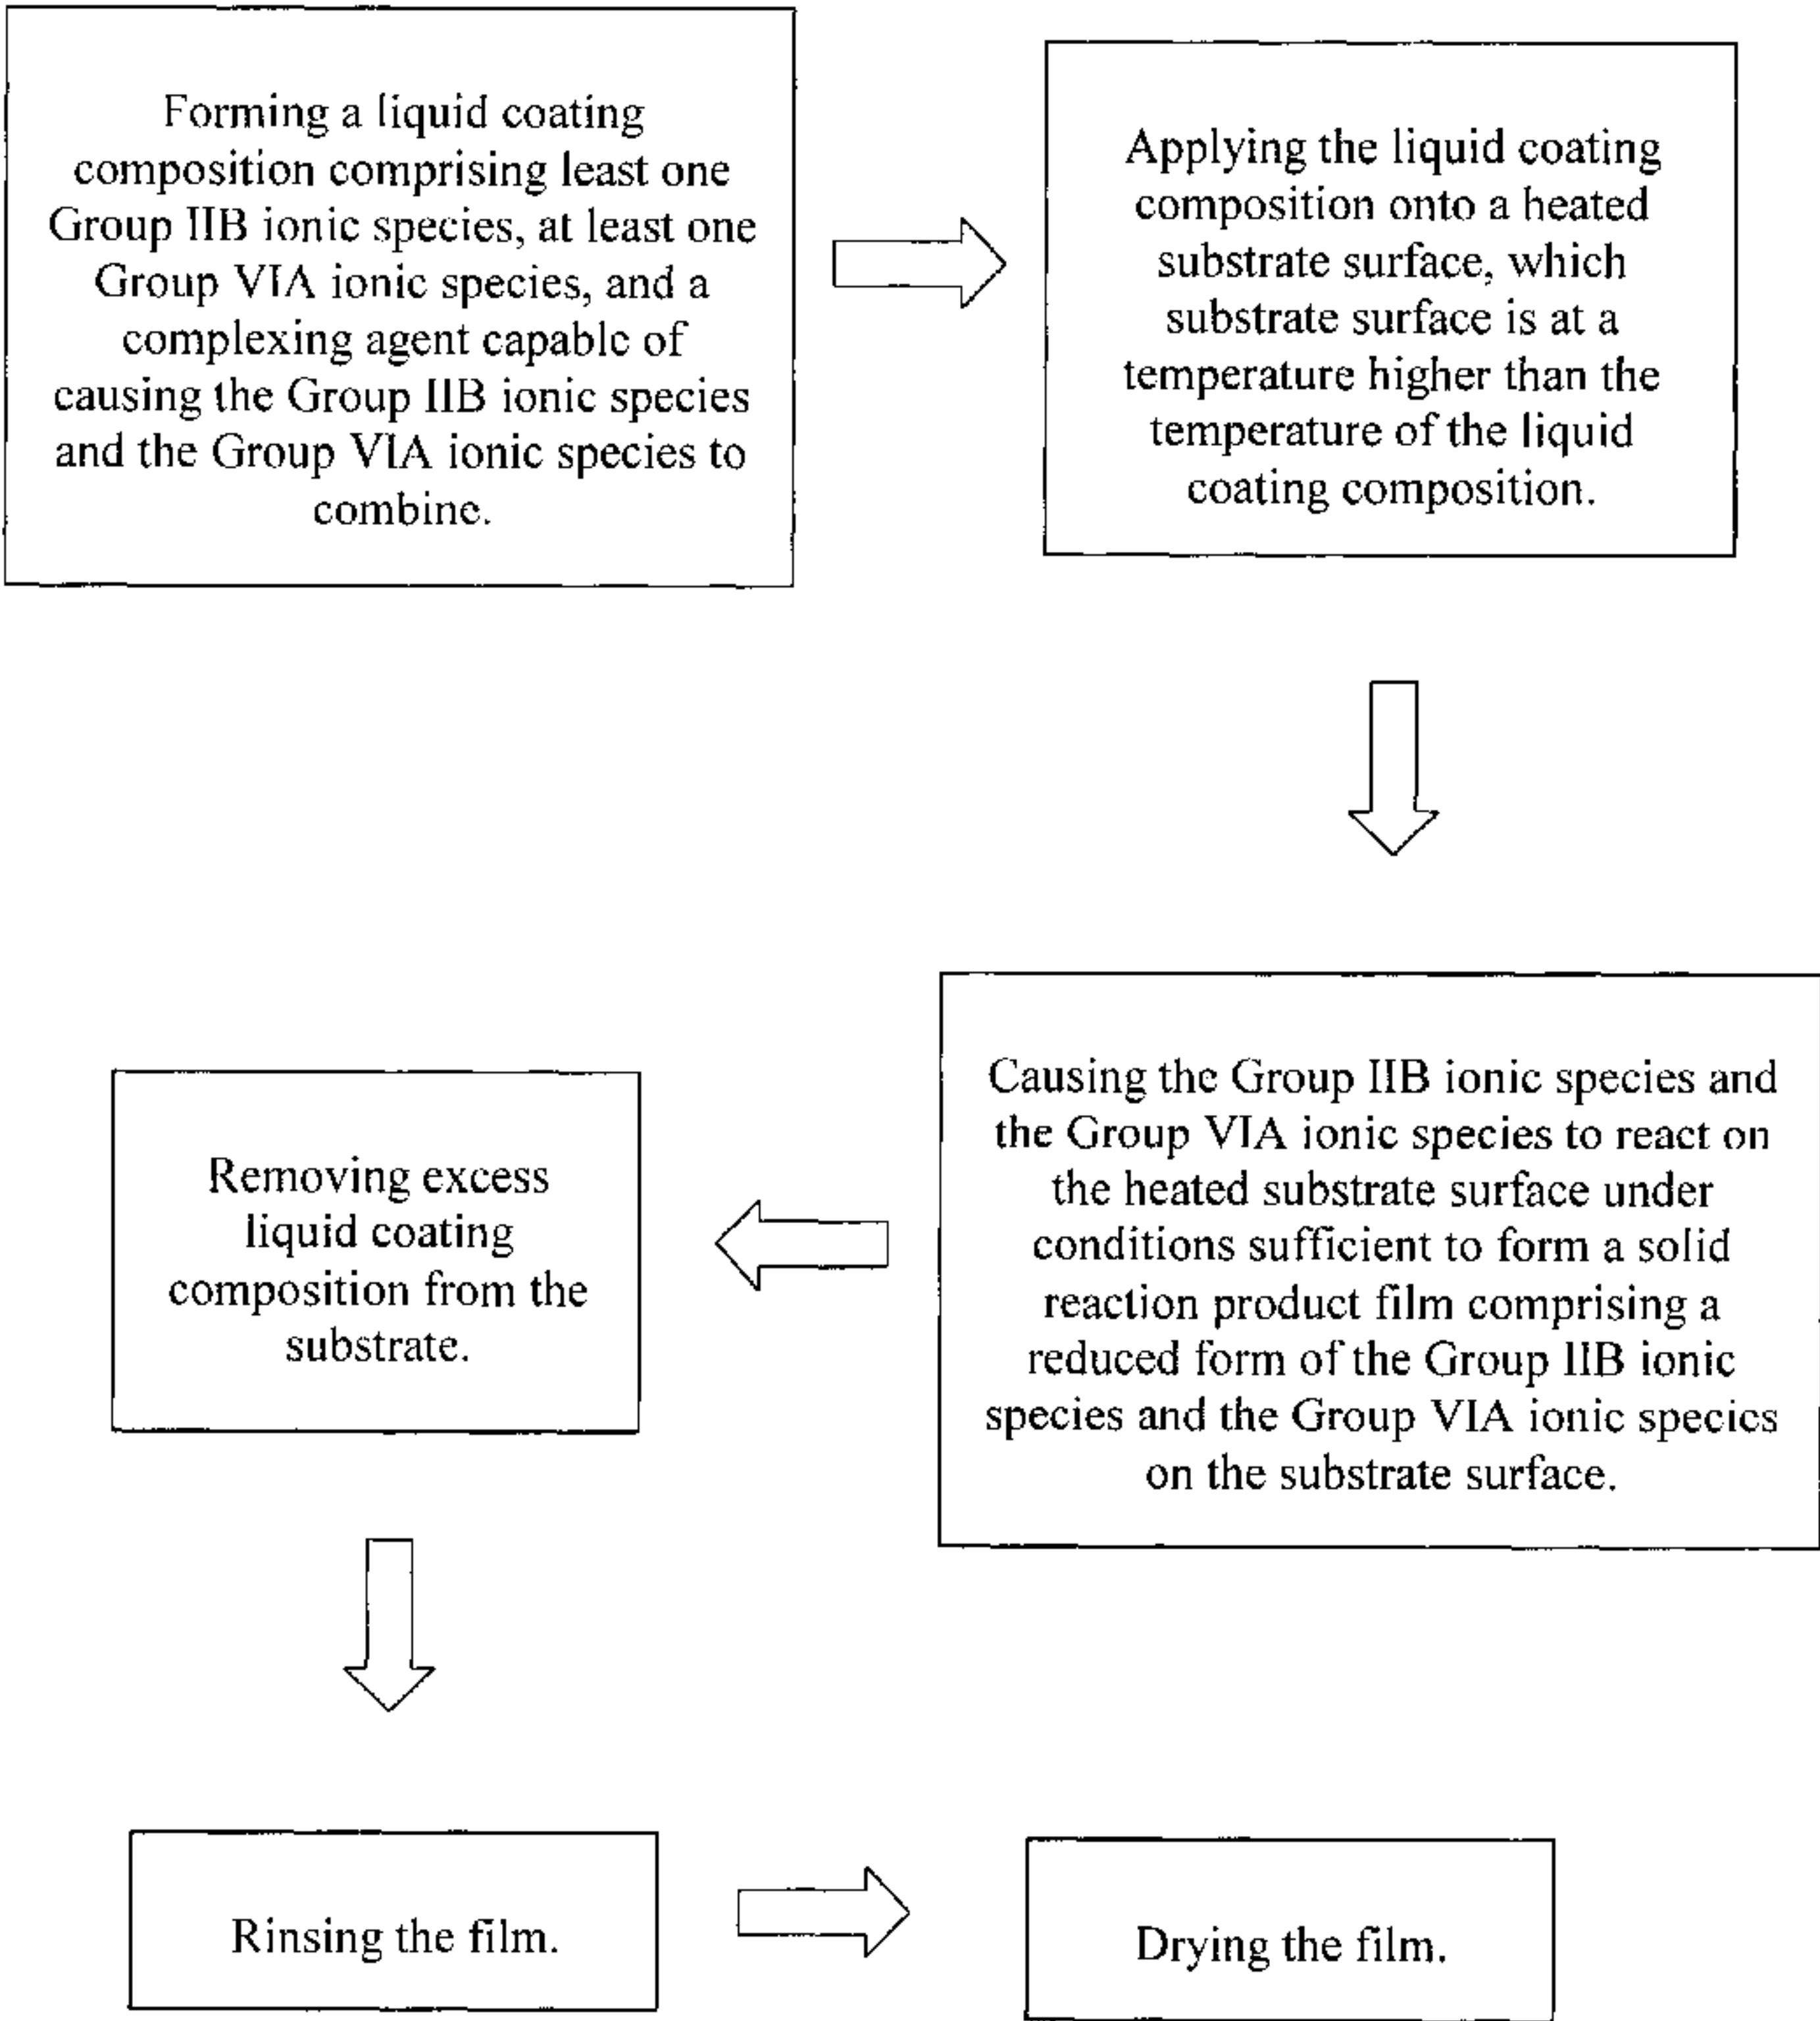 Forming a liquid coating
composition comprising least one
Group IIB ionic species, at least one
Group VIA ionic species, and a
complexing agent capable of
causing the Group IIB ionic species
and the Group VIA ionic species to
combine.
Applying the liquid coating
composition onto a heated
substrate surface, which
substrate surface is at a
temperature higher than the
temperature of the liquid
coating composition.
Causing the Group IIB ionic species and
the Group VIA ionic species to react on
the heated substrate surface under
conditions sufficient to form a solid
reaction product film comprising a
reduced form of the Group IIB ionic
species and the Group VIA ionic species
on the substrate surface.
Removing excess
liquid coating
composition from the
substrate.
Rinsing the film.
Drying the film.